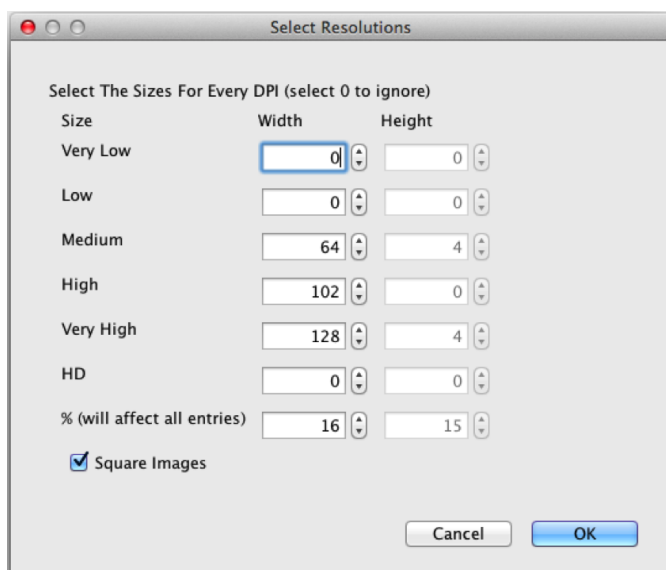 Select Resolutions
Select The Sizes For Every DPI (select 0 to ignore)
Size Width Height
Very Low 0 0
Low 0 0
Medium 64 4
High 102 0
Very High 128 4
HD 0 0
% (will affect all entries) 16 15
Square Images
Cancel OK